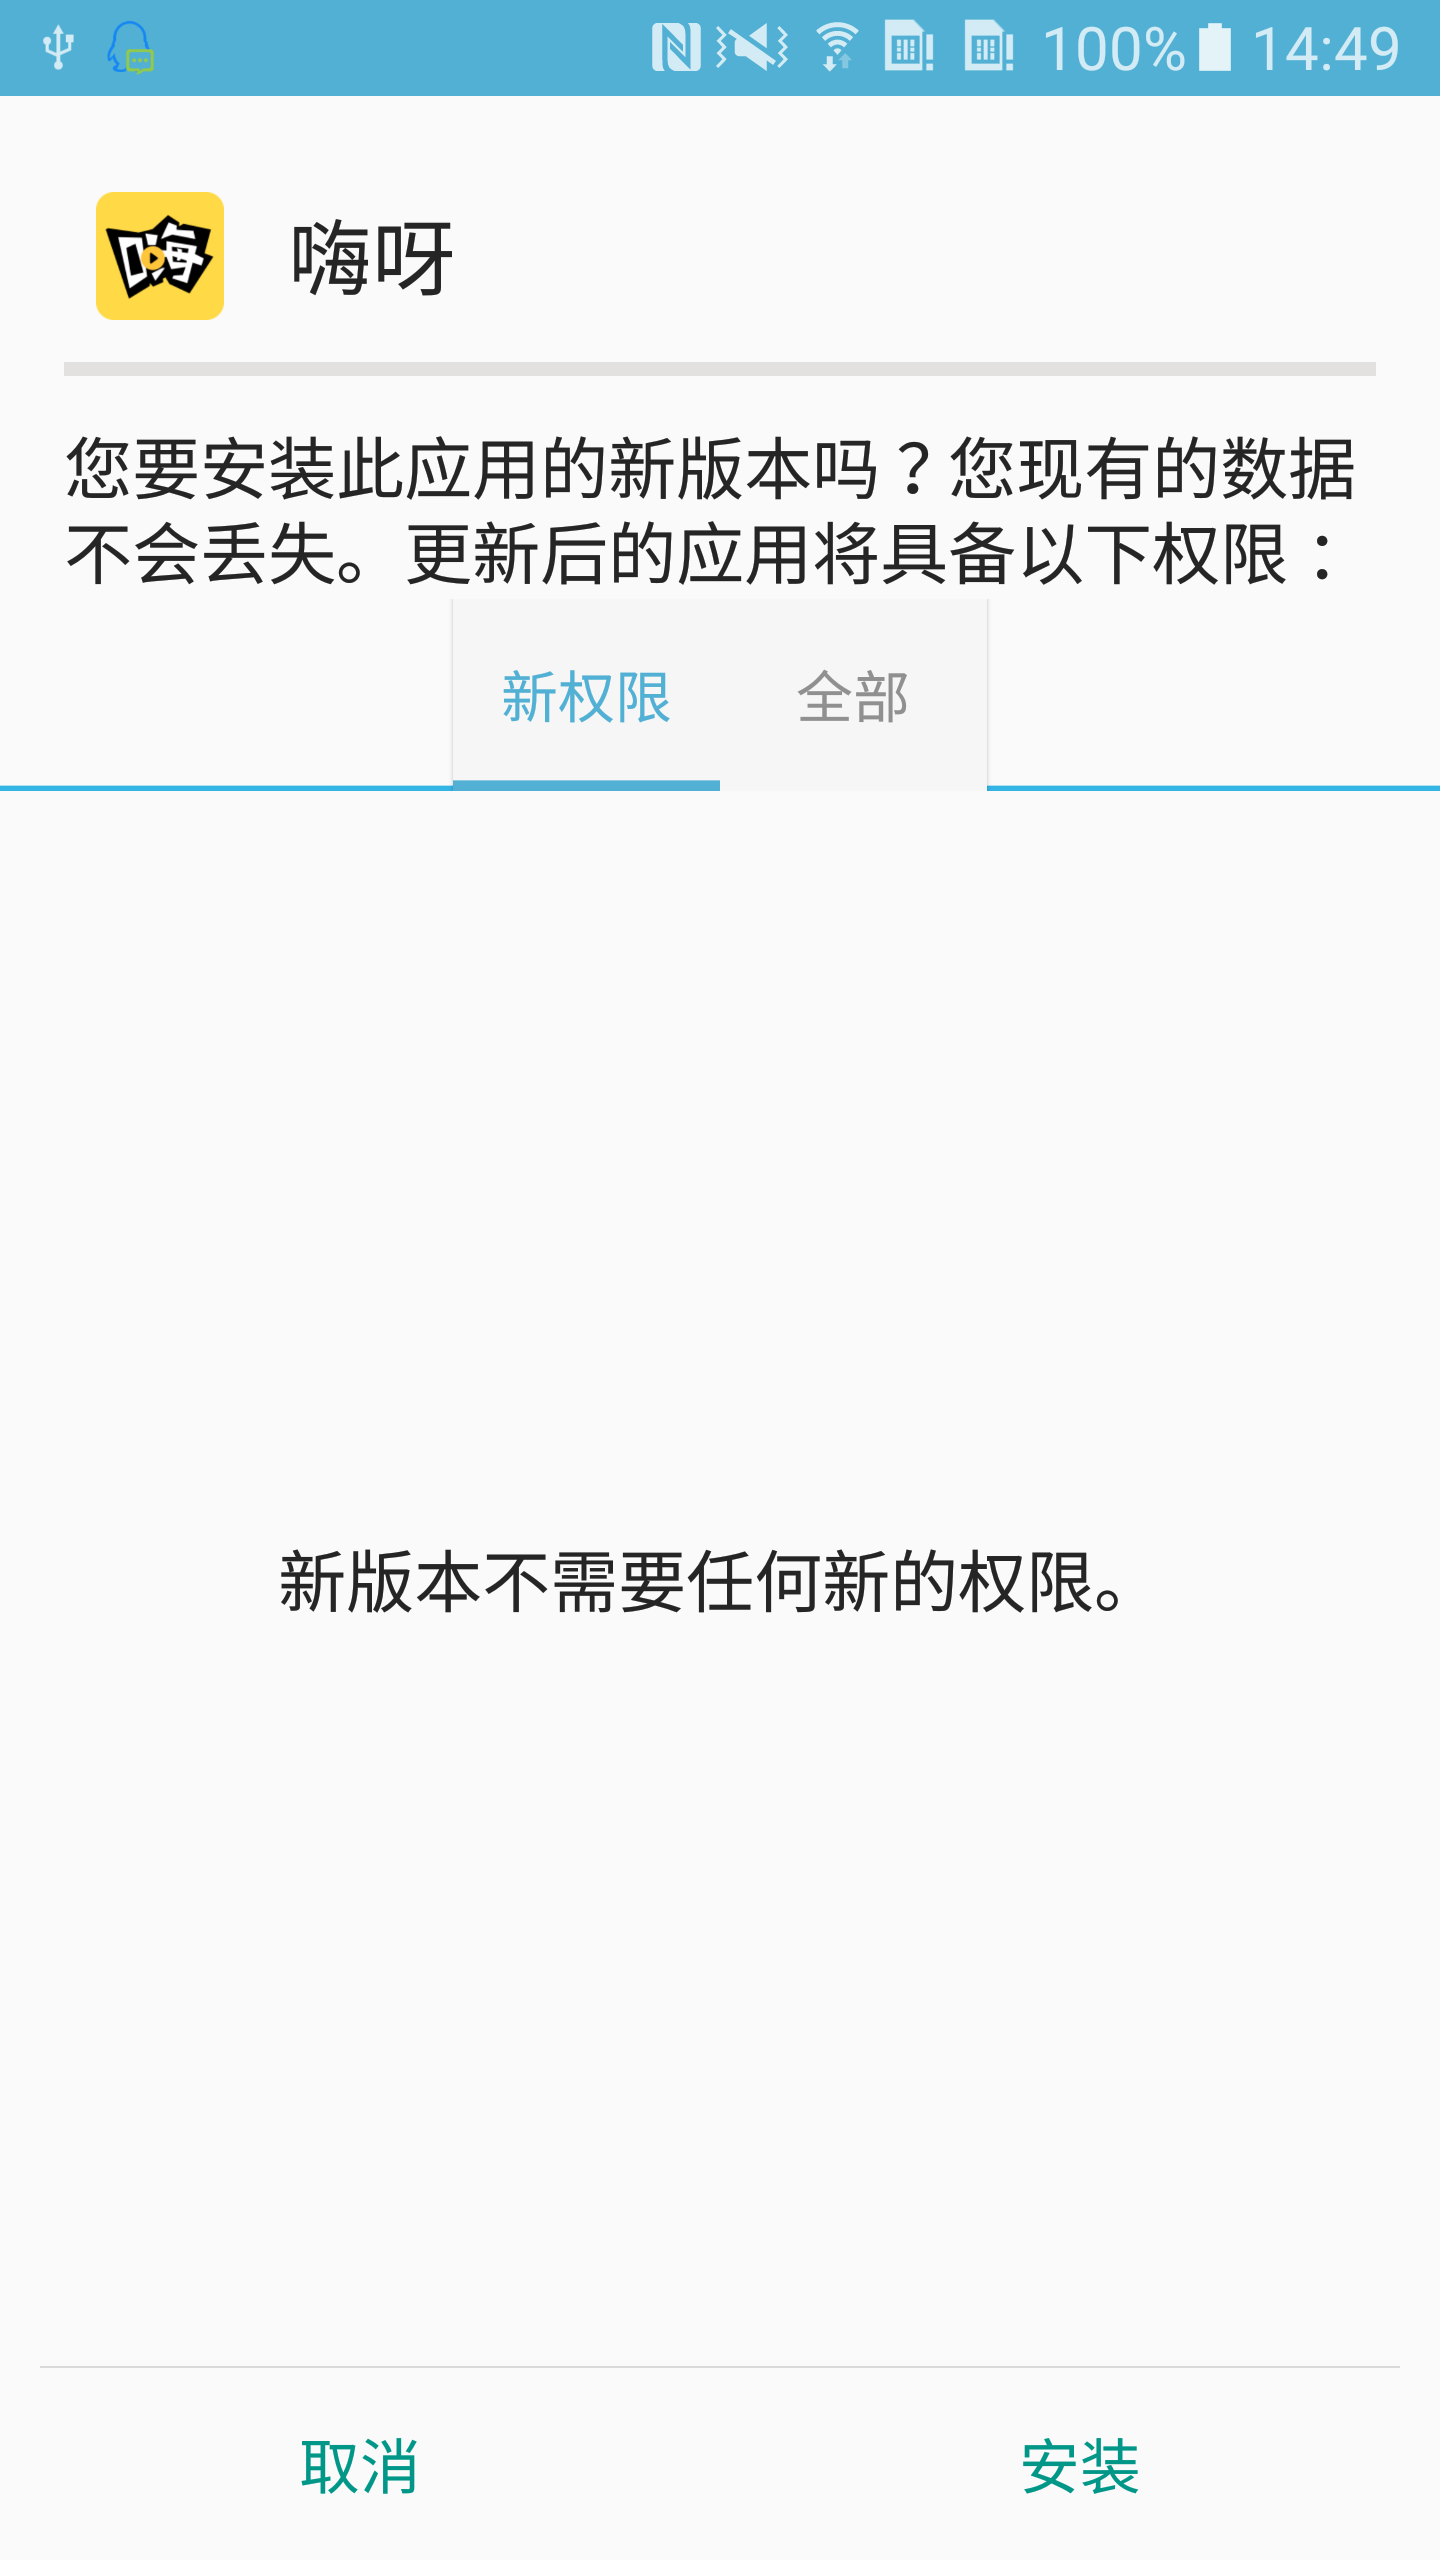 100% 14:49
嗨
嗨呀
您要安装此应用的新版本吗？您现有的数据
不会丢失。更新后的应用将具备以下权限：
新权限 全部
新版本不需要任何新的权限。
取消 安装